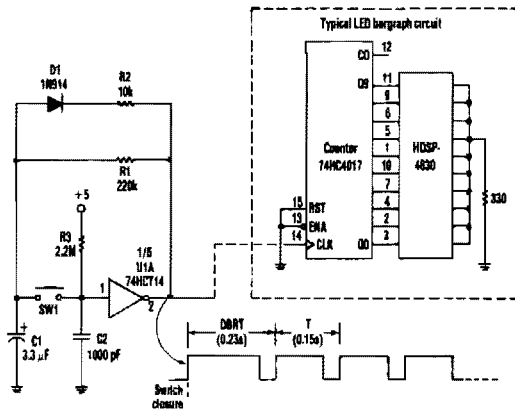 Typical LED bargraph circuit
CO
12
D1
1N914
R2
10k
Q9
11
9
6
5
1
10
7
4
2
3
Counter
74HC4017
HDSP-
4830
R1
220k
330
+5
R3
2.2M
1/6
U1A
74HCT14
15
RST
13
ENA
14
CLK
Q0
1
2
SW1
C1
3.3 µF
C2
1000 pF
DBRT
(0.23s)
T
(0.15s)
Switch
closure